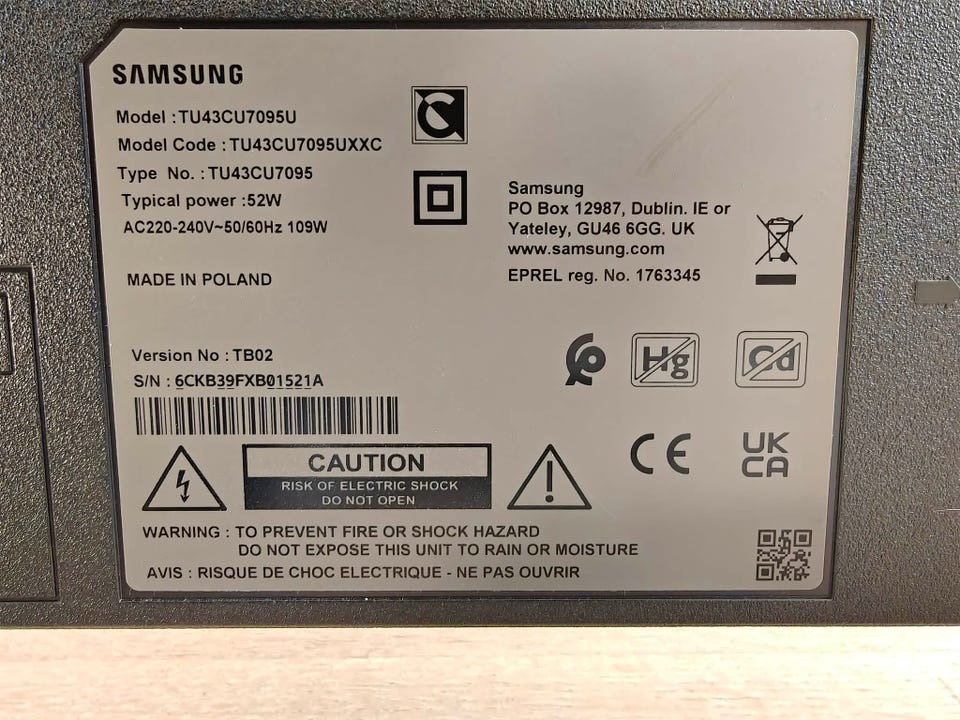 SAMSUNG
Model : TU43CU7095U
Model Code : TU43CU7095UXXC
Type No. : TU43CU7095
Typical power :52W
AC220-240V~50/60Hz 109W
MADE IN POLAND
Samsung
PO Box 12987, Dublin. IE or
Yateley, GU46 6GG. UK
www.samsung.com
EPREL reg. No. 1763345
Version No : TB02
S/N : 6CKB39FXB01521A
Hg
Cd
CAUTION
RISK OF ELECTRIC SHOCK
DO NOT OPEN
CE
UK
CA
WARNING : TO PREVENT FIRE OR SHOCK HAZARD
DO NOT EXPOSE THIS UNIT TO RAIN OR MOISTURE
AVIS : RISQUE DE CHOC ELECTRIQUE - NE PAS OUVRIR